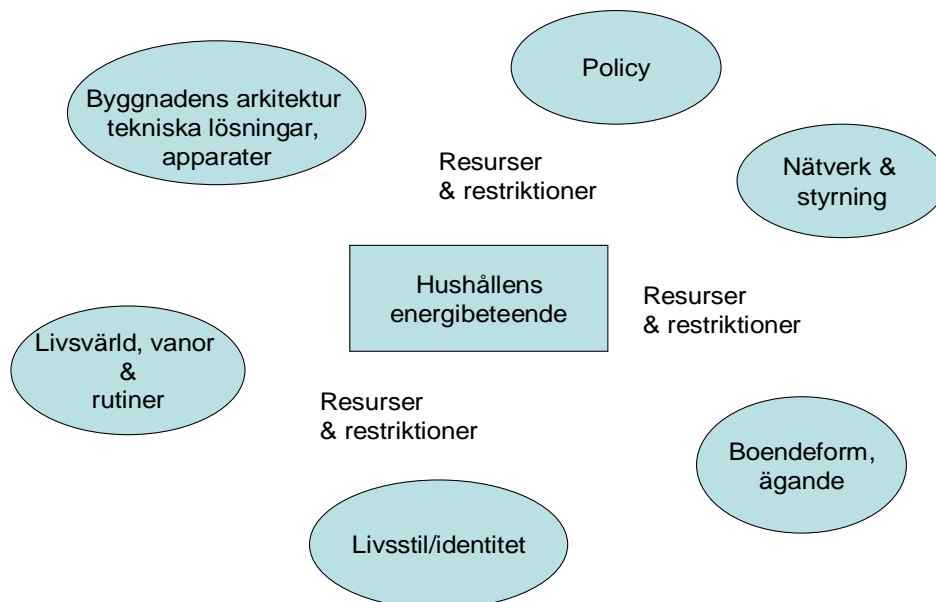 Policy
Byggnadens arkitektur
tekniska lösningar,
apparater
Resurser
& restriktioner
Nätverk &
styrning
Hushållens
energibeteende
Resurser
& restriktioner
Livsvärld, vanor
&
rutiner
Resurser
& restriktioner
Boendeform,
ägande
Livsstil/identitet